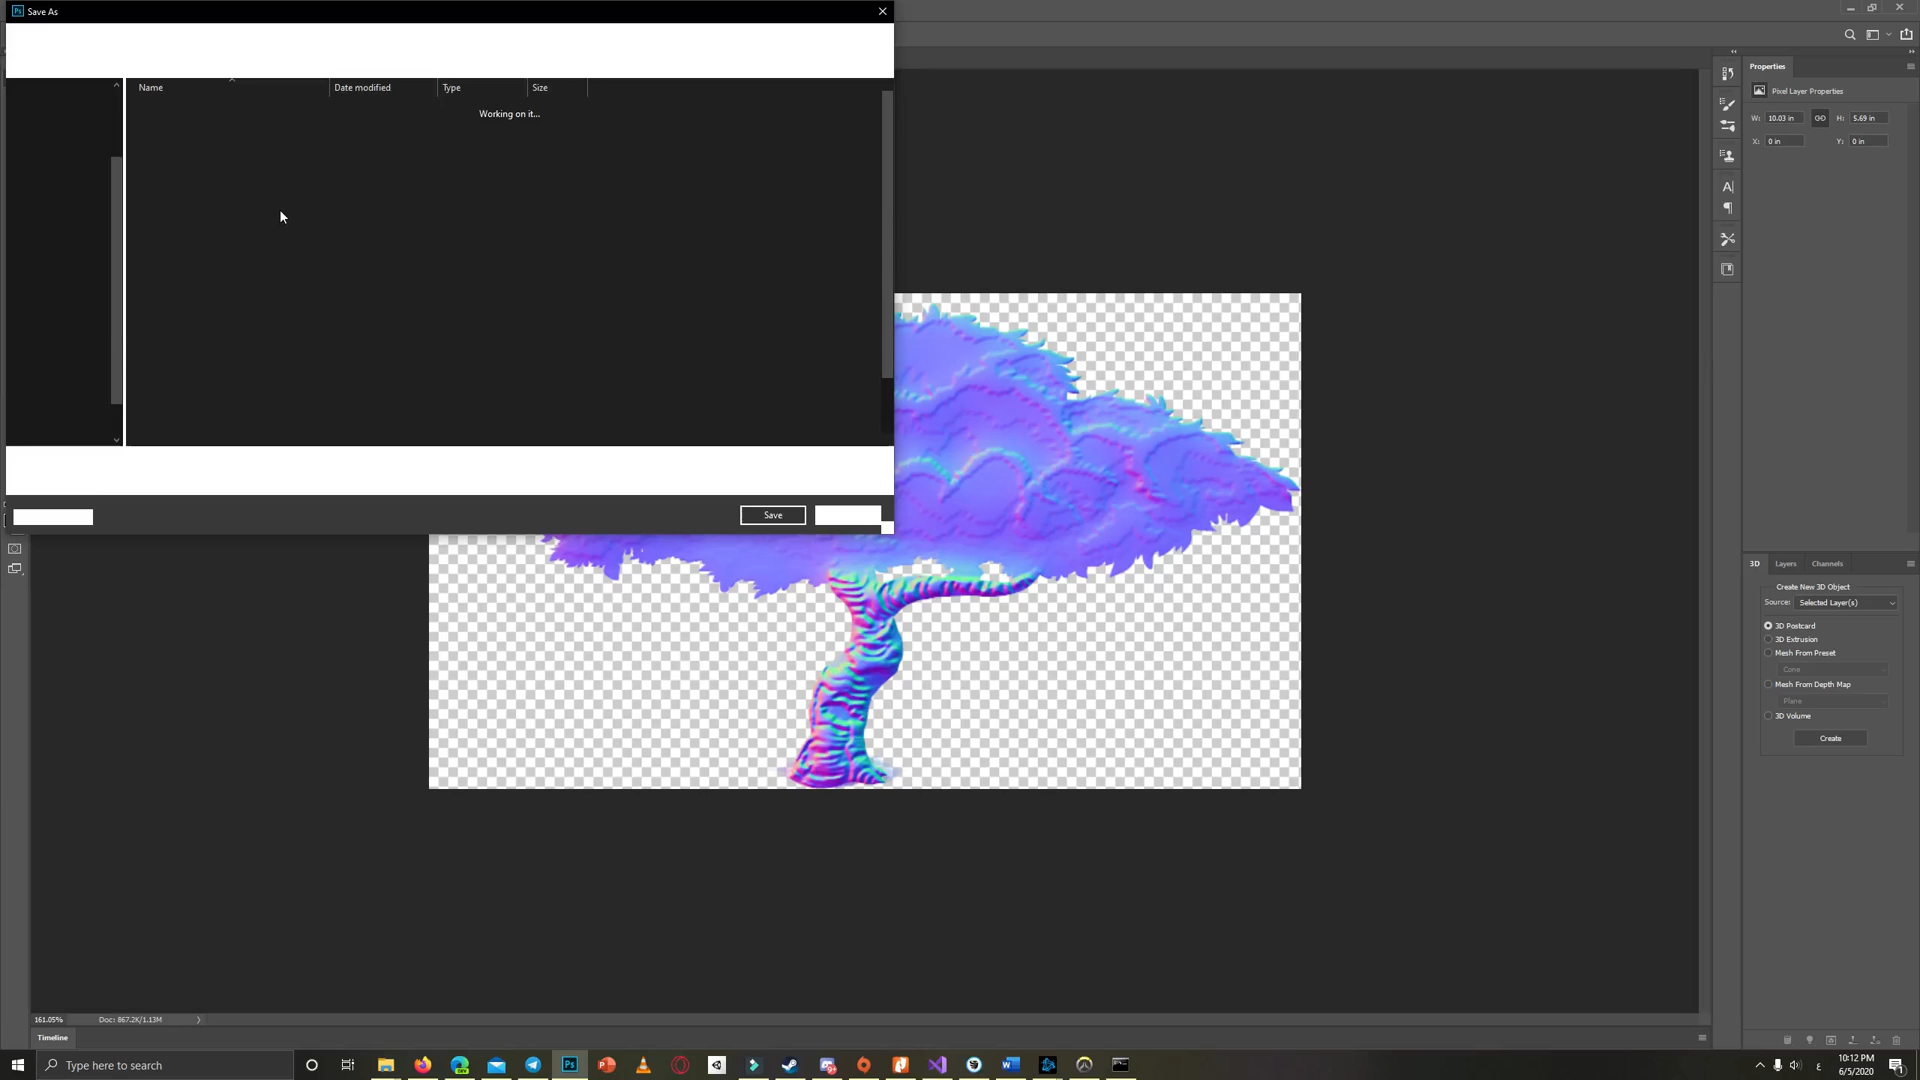 Save As
Name
Date modified
Type
Size
Working on it...
Save
Properties
Pixel Layer Properties
W: 10.03 in
H: 5.69 in
X: 0 in
Y: 0 in
3D
Layers
Channels
Create New 3D Object
Source: Selected Layer(s)
3D Postcard
3D Extrusion
Mesh From Preset
Cone
Mesh From Depth Map
Plane
3D Volume
Create
161.05%
Doc: 867.2K/1.13M
Timeline
Type here to search
ع
10:12 PM
6/5/2020